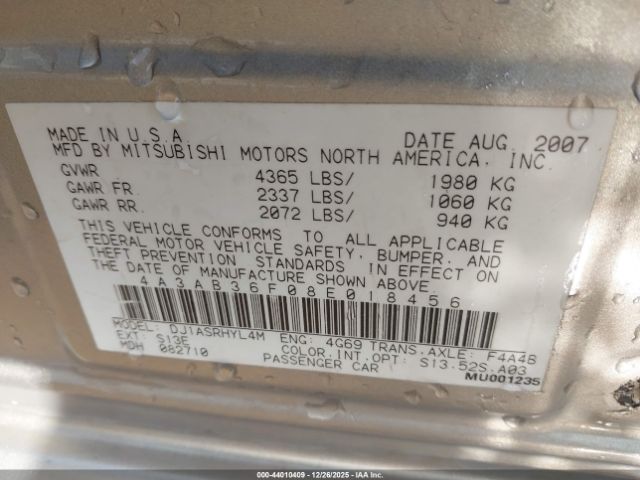 MADE IN U.S.A. DATE AUG. 2007
MFD BY MITSUBISHI MOTORS NORTH AMERICA, INC.
GVWR 4365 LBS/ 1980 KG
GAWR FR. 2337 LBS/ 1060 KG
GAWR RR. 2072 LBS/ 940 KG
THIS VEHICLE CONFORMS TO ALL APPLICABLE
FEDERAL MOTOR VEHICLE SAFETY, BUMPER, AND
THEFT PREVENTION STANDARDS IN EFFECT ON
THE DATE OF MANUFACTURE SHOWN ABOVE.
4A3AB36F08E018456
MODEL: DJ1ASRHYL4M ENG: 4G69 TRANS.AXLE: F4A4B
EXT: S13E COLOR.INT.OPT: S13.52S.A03
MDH 082710 PASSENGER CAR
MU001235
000-44010409 - 12/26/2025 - IAAI.COM